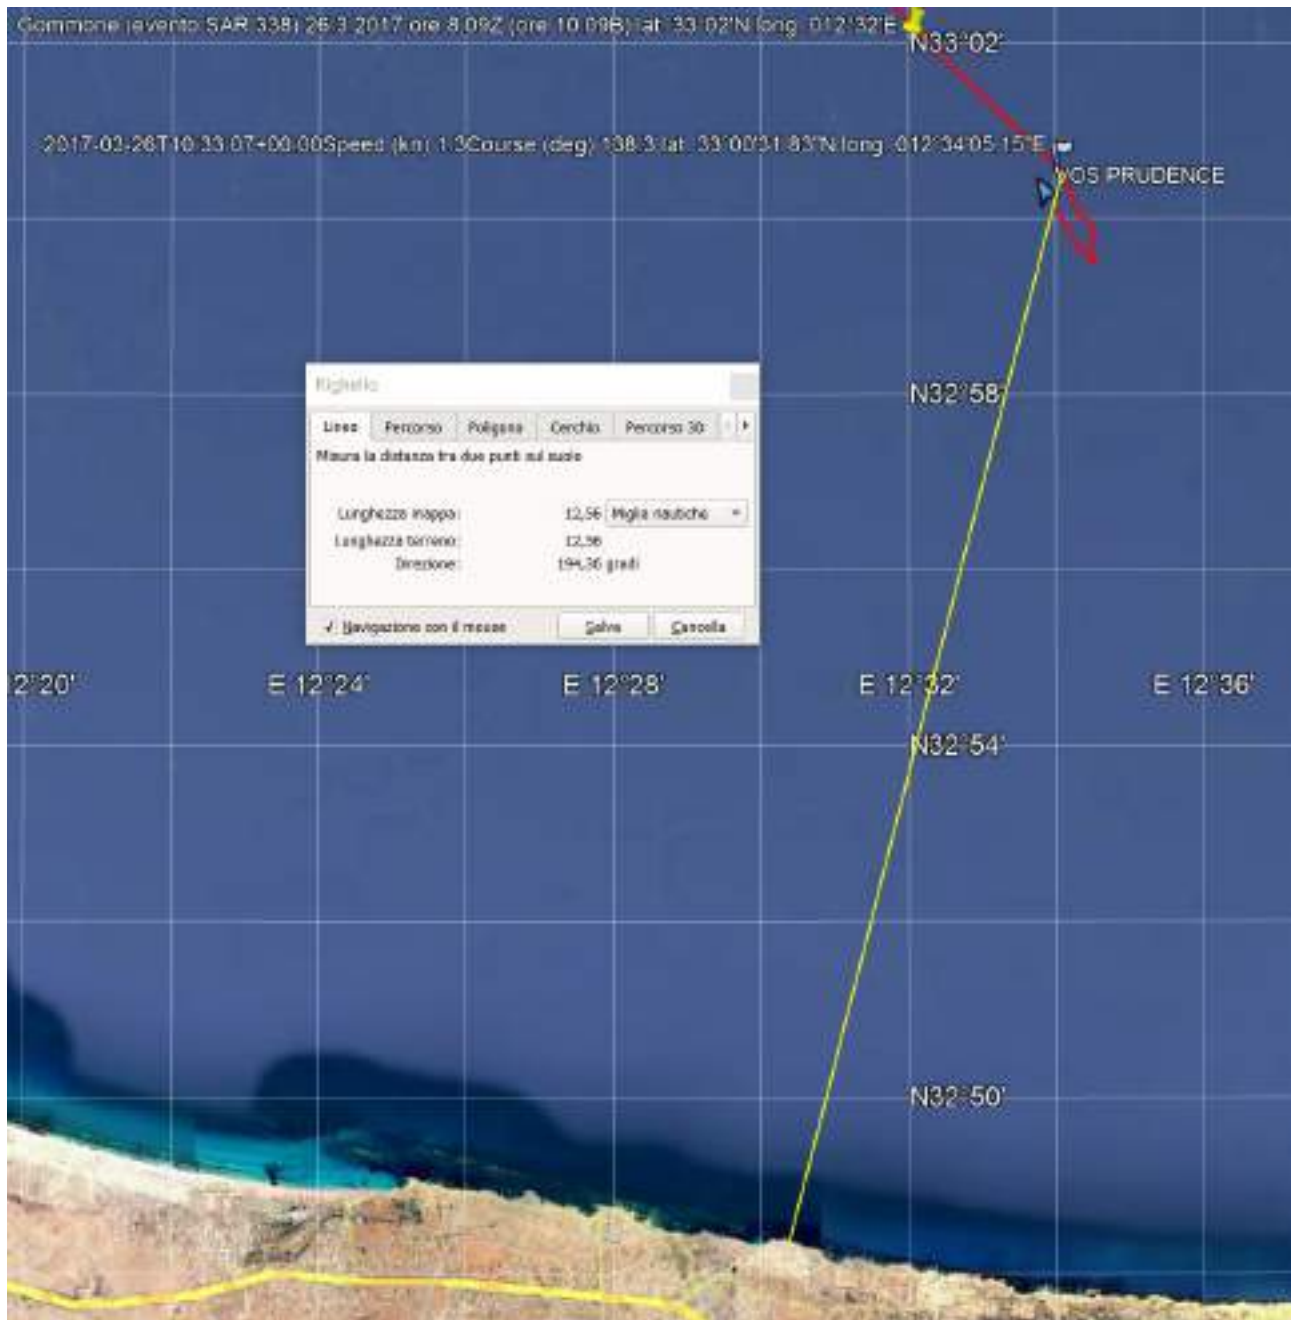 Gommone (evento SAR 338) 26.3.2017 ore 8.09Z (ore 10.09B) lat. 33°02'N long. 012°32'E
N33°02'
2017-03-26T10:33:07+00:00Speed (kn) 1.3Course (deg) 138.3 lat. 33°00'31.83"N long. 012°34'05.15"E
VOS PRUDENCE
N32°58'
Righello
Linea Percorso Poligono Cerchio Percorso 3D
Misura la distanza tra due punti sul suolo
Lunghezza mappa: 12,56 Miglia nautiche
Lunghezza terreno: 12,56
Direzione: 194,36 gradi
Navigazione con il mouse Salva Cancella
2°20' E 12°24' E 12°28' E 12°32' E 12°36'
N32°54'
N32°50'